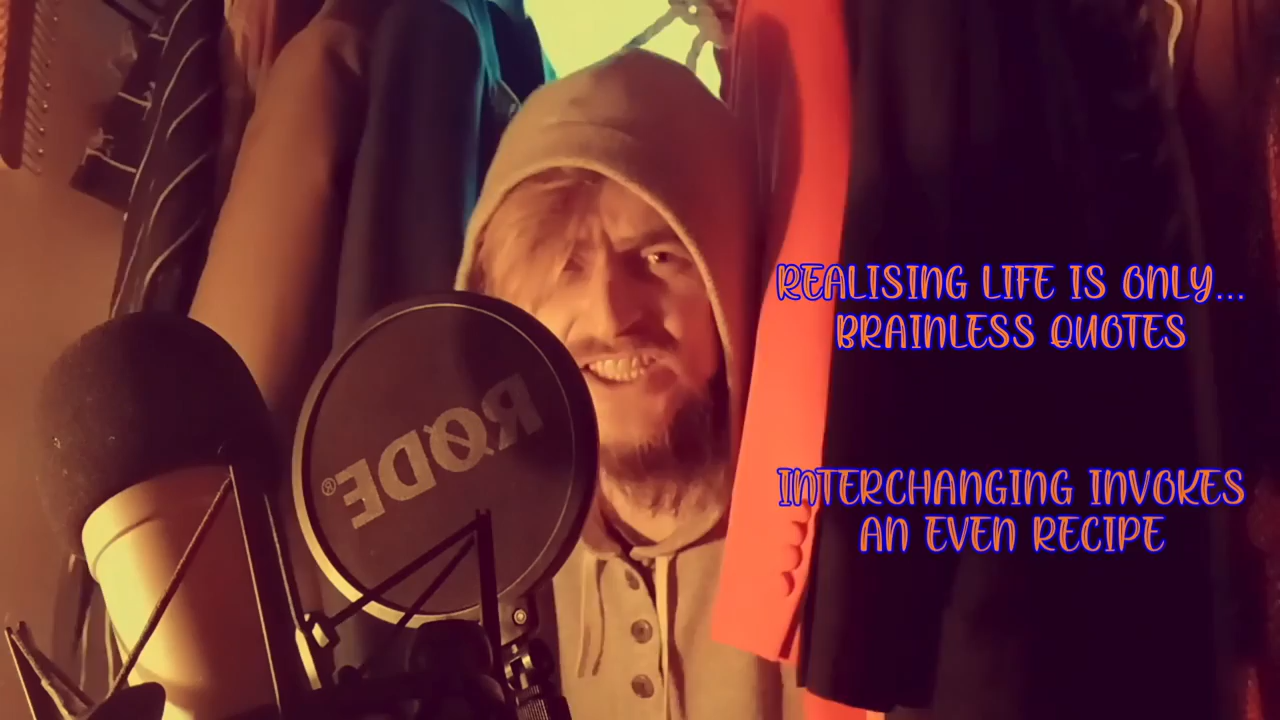 REALISING LIFE IS ONLY...
BRAINLESS QUOTES
INTERCHANGING INVOKES
AN EVEN RECIPE
RØDE®